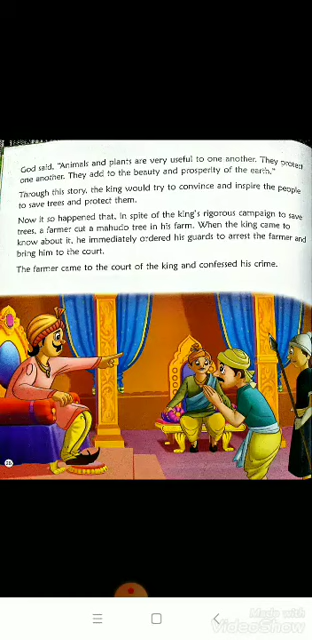 God said, "Animals and plants are very useful to one another. They protect
one another. They add to the beauty and prosperity of the earth."
Through this story, the king would try to convince and inspire the people
to save trees and protect them.
Now it so happened that, in spite of the king's rigorous campaign to save
trees, a farmer cut a mahudo tree in his farm. When the king came to
know about it, he immediately ordered his guards to arrest the farmer and
bring him to the court.
The farmer came to the court of the king and confessed his crime.
Made with
VideoShow